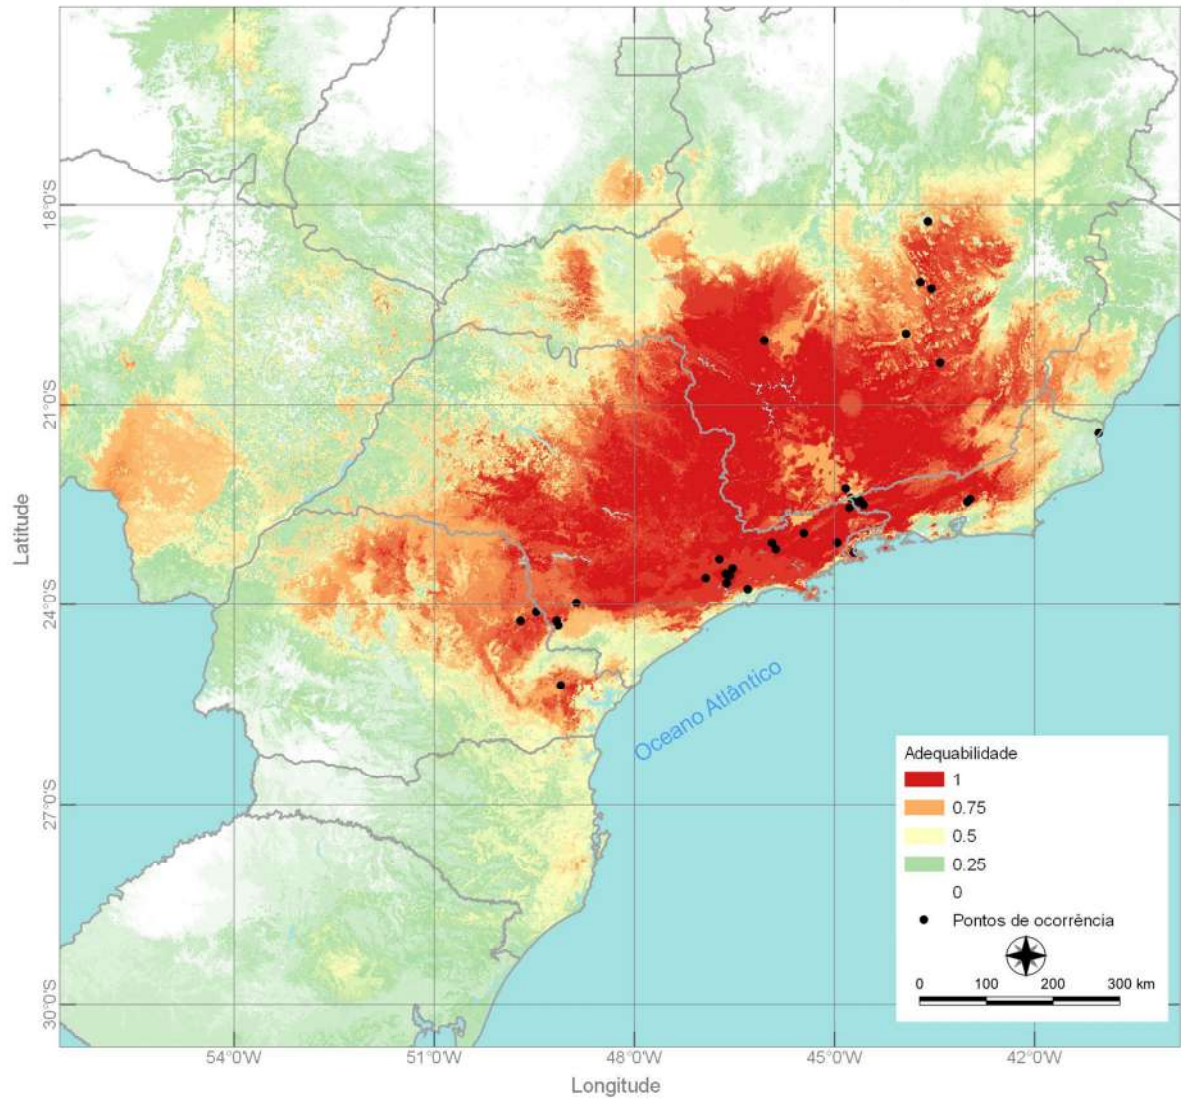 18°0'S
21°0'S
24°0'S
27°0'S
30°0'S
Latitude
Oceano Atlântico
Adequabilidade
1
0.75
0.5
0.25
0
Pontos de ocorrência
0 100 200 300 km
54°0'W 51°0'W 48°0'W 45°0'W 42°0'W
Longitude